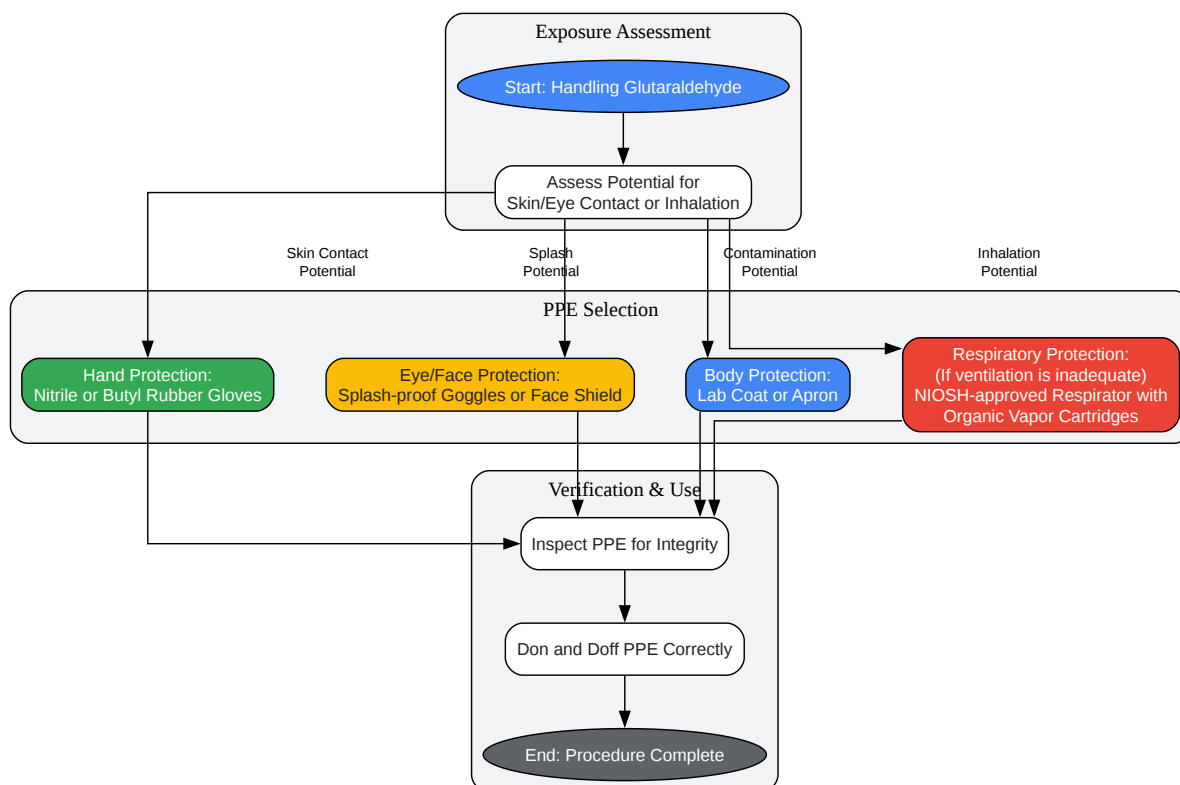 Exposure Assessment
Start: Handling Glutaraldehyde
Assess Potential for
Skin/Eye Contact or Inhalation
Skin Contact
Potential
Splash
Potential
Contamination
Potential
Inhalation
Potential
PPE Selection
Hand Protection:
Nitrile or Butyl Rubber Gloves
Eye/Face Protection:
Splash-proof Goggles or Face Shield
Body Protection:
Lab Coat or Apron
Respiratory Protection:
(If ventilation is inadequate)
NIOSH-approved Respirator with
Organic Vapor Cartridges
Verification & Use
Inspect PPE for Integrity
Don and Doff PPE Correctly
End: Procedure Complete